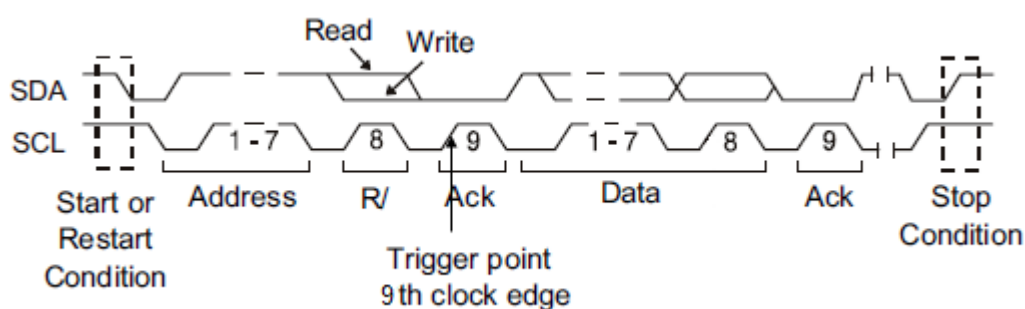 Read
Write
SDA
SCL
1 - 7
8
9
1 - 7
8
9
Address
R/
Ack
Data
Ack
Start or
Restart
Condition
Stop
Condition
Trigger point
9th clock edge